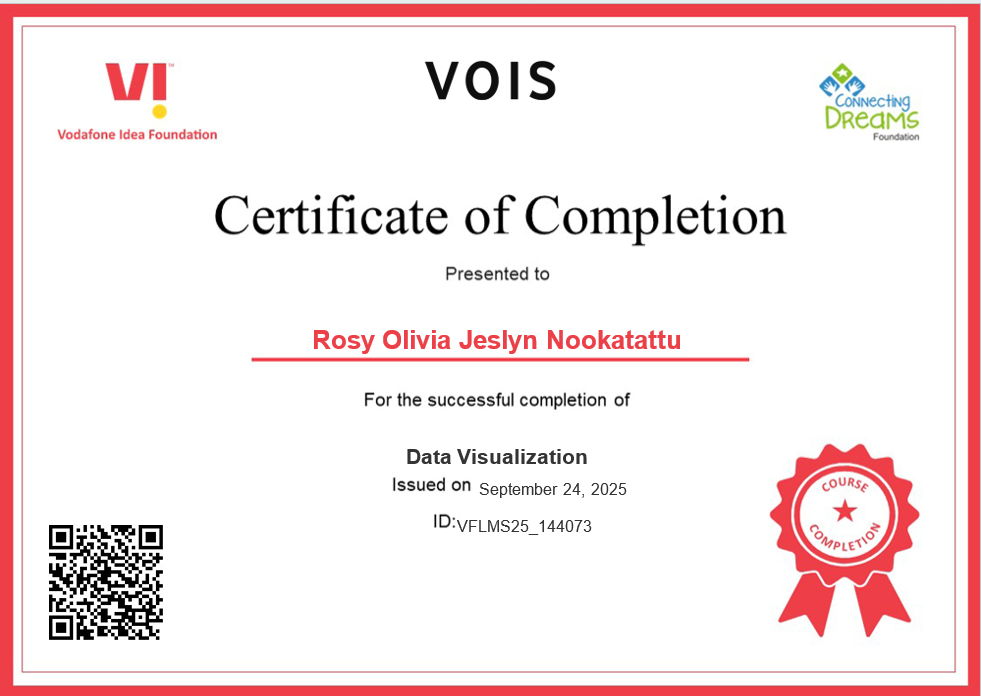 VI™
Vodafone Idea Foundation
VOIS
Connecting
Dreams
Foundation
Certificate of Completion
Presented to
Rosy Olivia Jeslyn Nookatattu
For the successful completion of
Data Visualization
Issued on September 24, 2025
ID:VFLMS25_144073
COURSE
COMPLETION